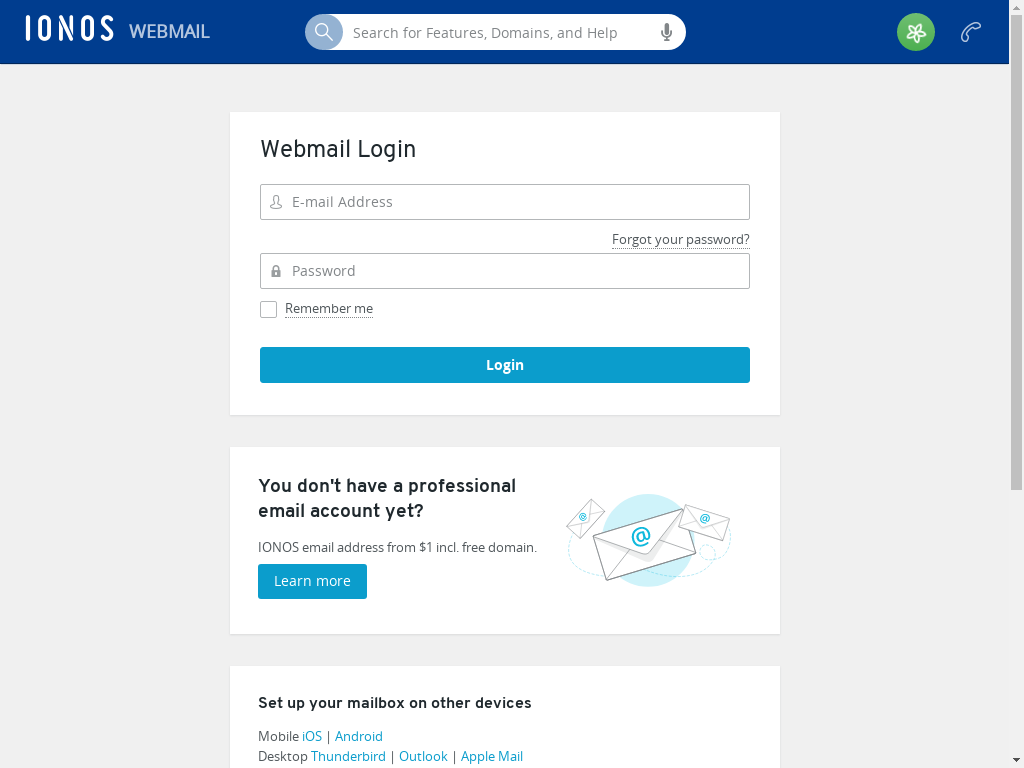 IONOS WEBMAIL
Search for Features, Domains, and Help
Webmail Login
E-mail Address
Forgot your password?
Password
Remember me
Login
You don't have a professional
email account yet?
IONOS email address from $1 incl. free domain.
Learn more
@ @ @
Set up your mailbox on other devices
Mobile iOS | Android
Desktop Thunderbird | Outlook | Apple Mail